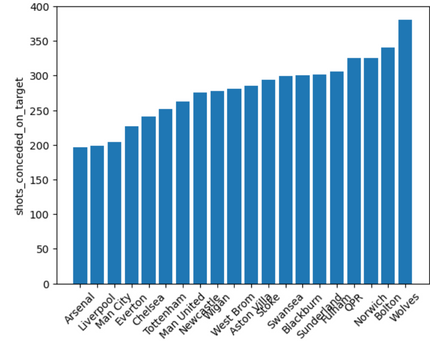 400
350
300
250
200
150
100
50
0
shots_conceded_on_target
Arsenal
Liverpool
Man City
Everton
Chelsea
Tottenham
Man United
Newcastle
Wigan
West Brom
Aston Villa
Stoke
Swansea
Blackburn
Sunderland
Fulham
QPR
Norwich
Bolton
Wolves